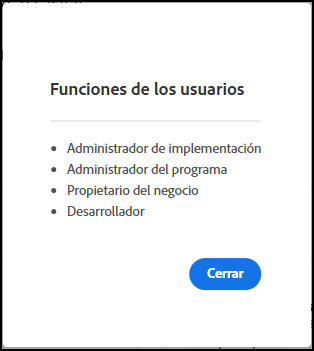 Funciones de los usuarios
Administrador de implementación
Administrador del programa
Propietario del negocio
Desarrollador
Cerrar